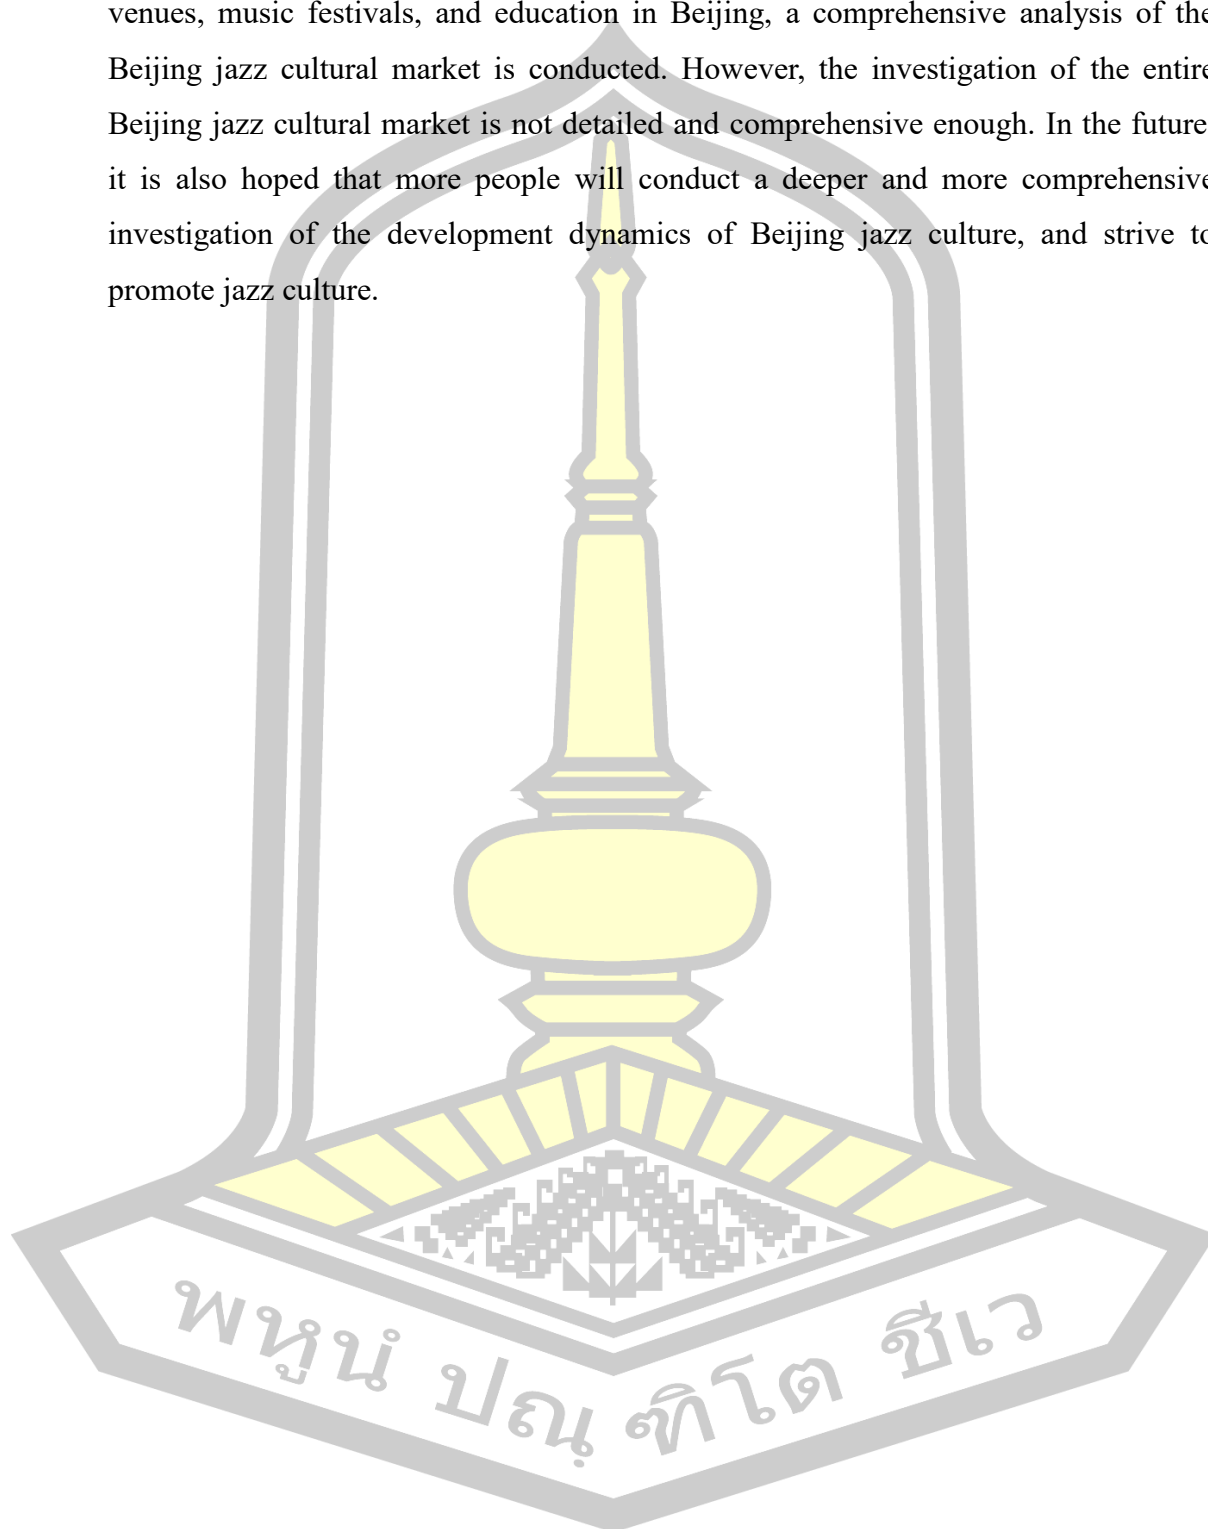 venues, music festivals, and education in Beijing, a comprehensive analysis of the
Beijing jazz cultural market is conducted. However, the investigation of the entire
Beijing jazz cultural market is not detailed and comprehensive enough. In the future
it is also hoped that more people will conduct a deeper and more comprehensive
investigation of the development dynamics of Beijing jazz culture, and strive to
promote jazz culture.
พหูนํ ปณฺฑิโต ชีเว